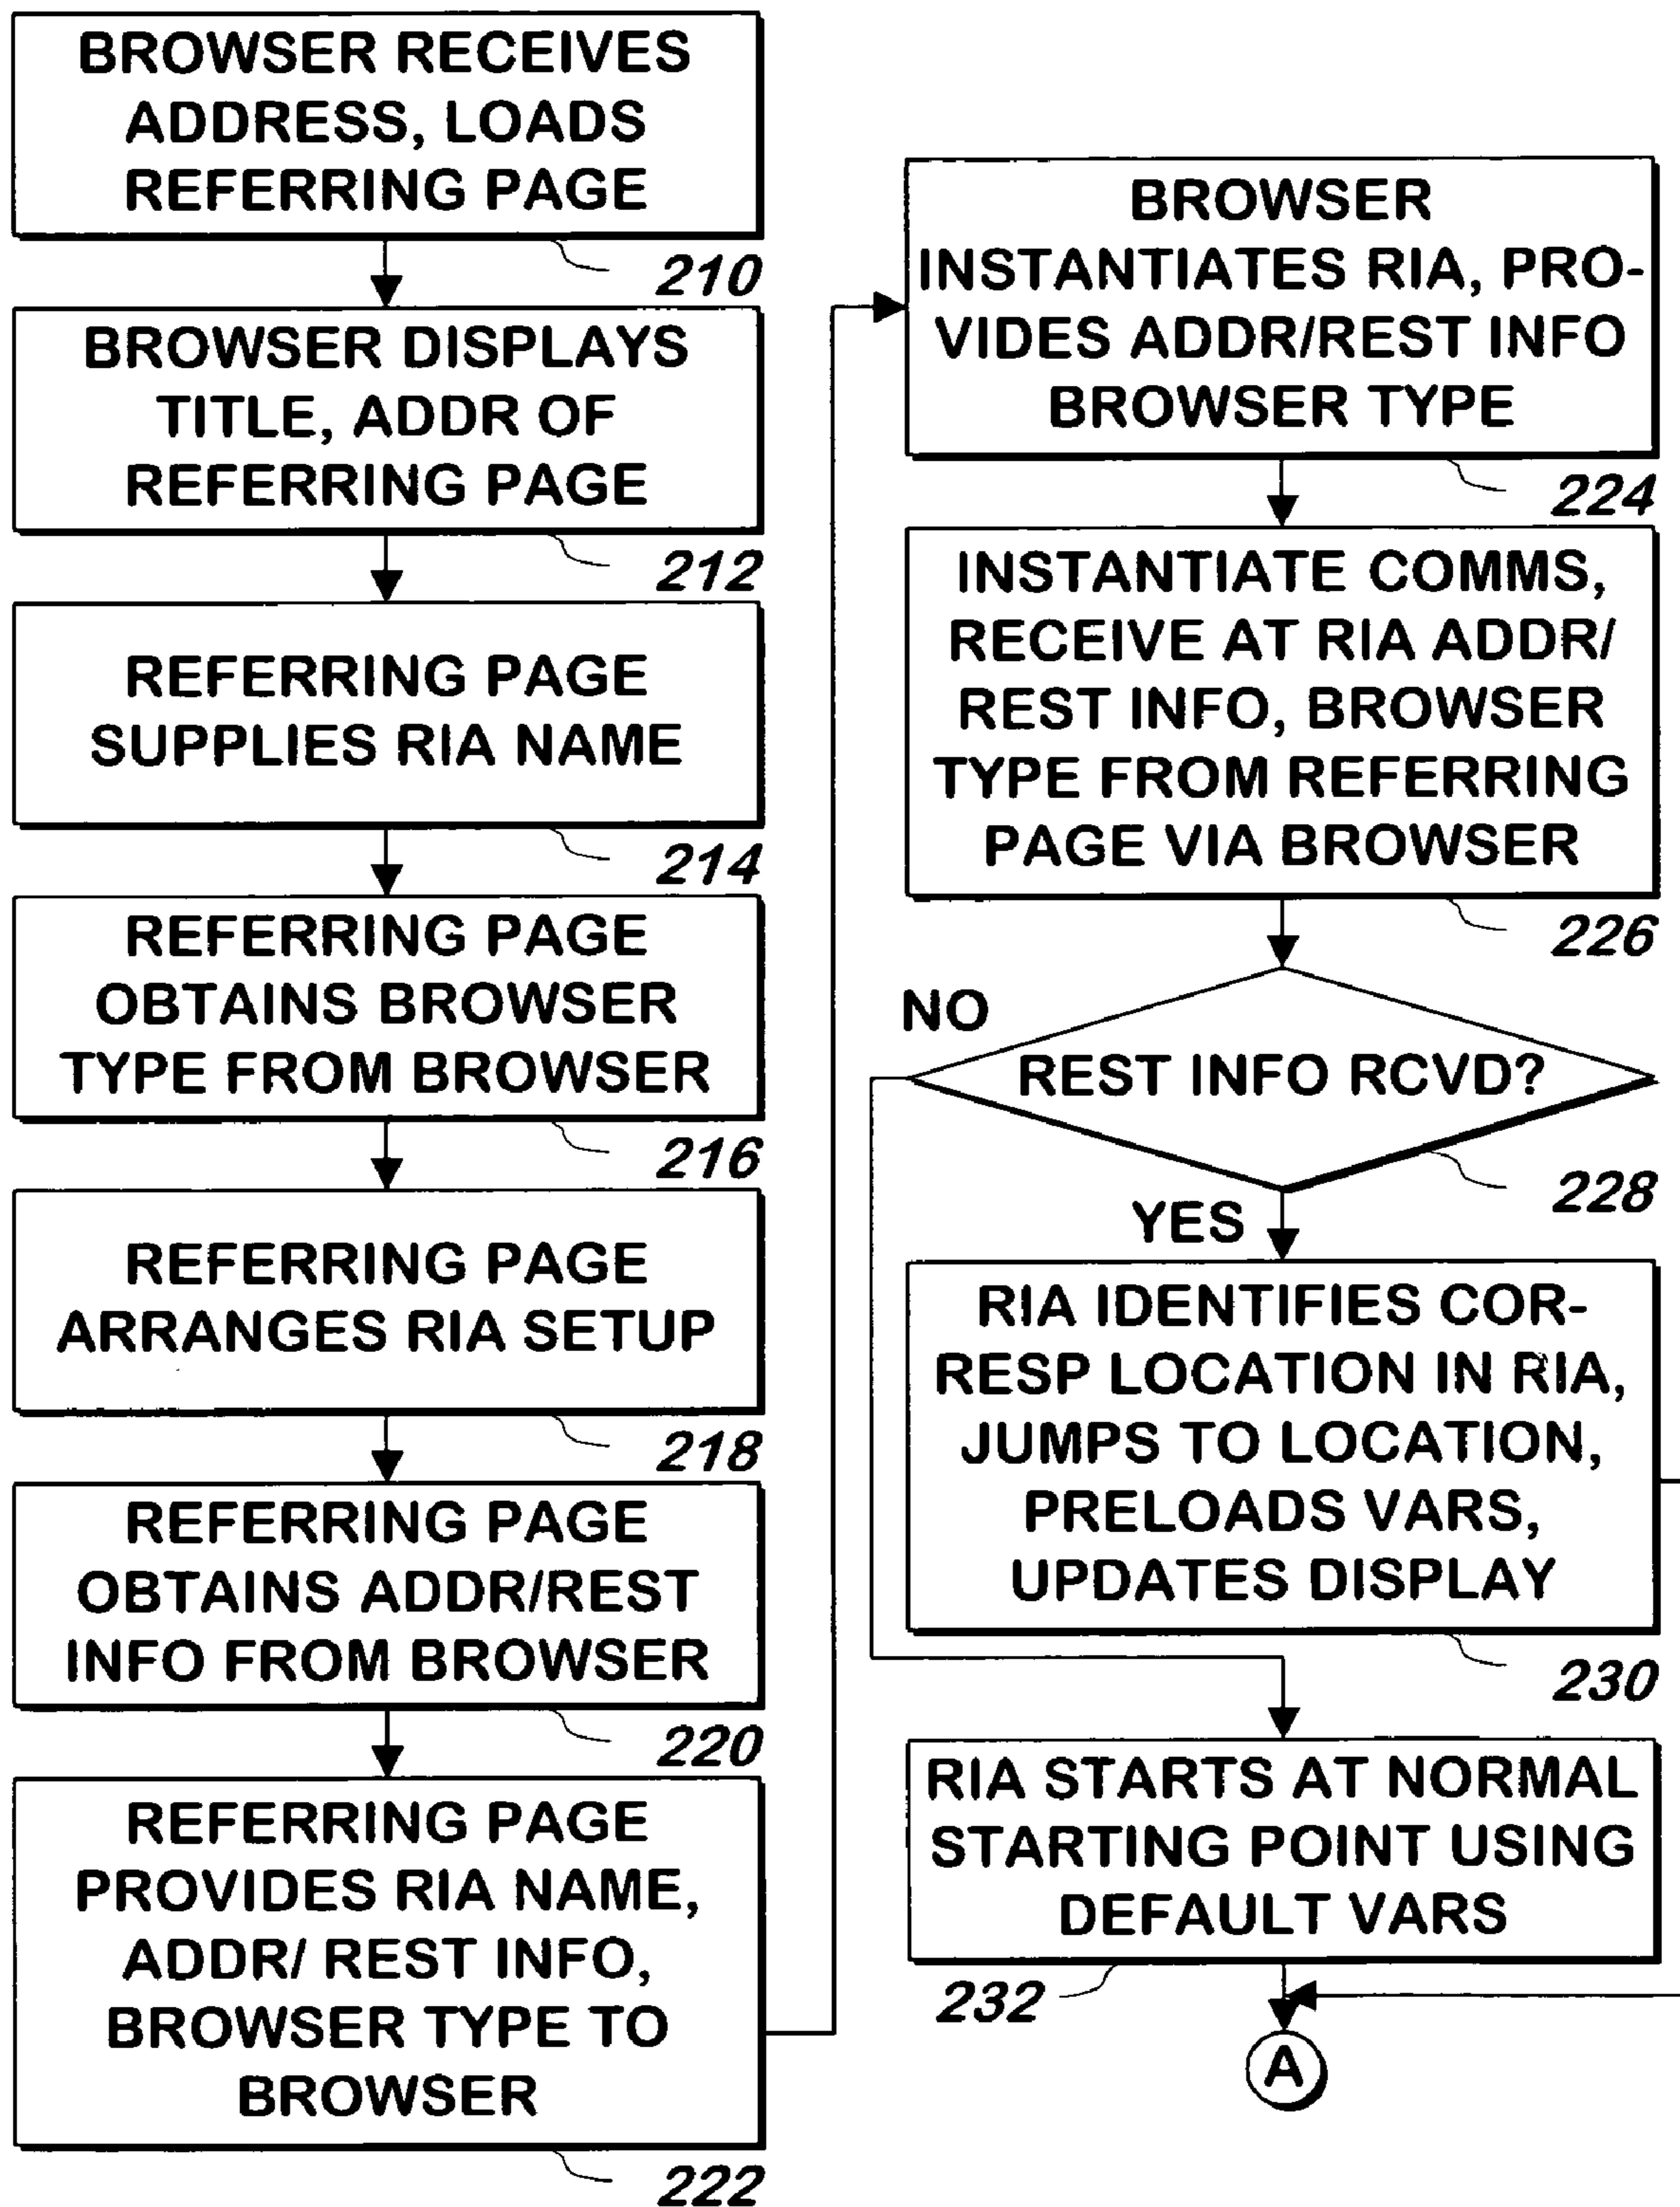 BROWSER RECEIVES
ADDRESS, LOADS
REFERRING PAGE
210
BROWSER DISPLAYS
TITLE, ADDR OF
REFERRING PAGE
212
REFERRING PAGE
SUPPLIES RIA NAME
214
REFERRING PAGE
OBTAINS BROWSER
TYPE FROM BROWSER
216
REFERRING PAGE
ARRANGES RIA SETUP
218
REFERRING PAGE
OBTAINS ADDR/REST
INFO FROM BROWSER
220
REFERRING PAGE
PROVIDES RIA NAME,
ADDR/ REST INFO,
BROWSER TYPE TO
BROWSER
222
BROWSER
INSTANTIATES RIA, PRO-
VIDES ADDR/REST INFO
BROWSER TYPE
224
INSTANTIATE COMMS,
RECEIVE AT RIA ADDR/
REST INFO, BROWSER
TYPE FROM REFERRING
PAGE VIA BROWSER
226
NO
REST INFO RCVD?
228
YES
RIA IDENTIFIES COR-
RESP LOCATION IN RIA,
JUMPS TO LOCATION,
PRELOADS VARS,
UPDATES DISPLAY
230
RIA STARTS AT NORMAL
STARTING POINT USING
DEFAULT VARS
232
A